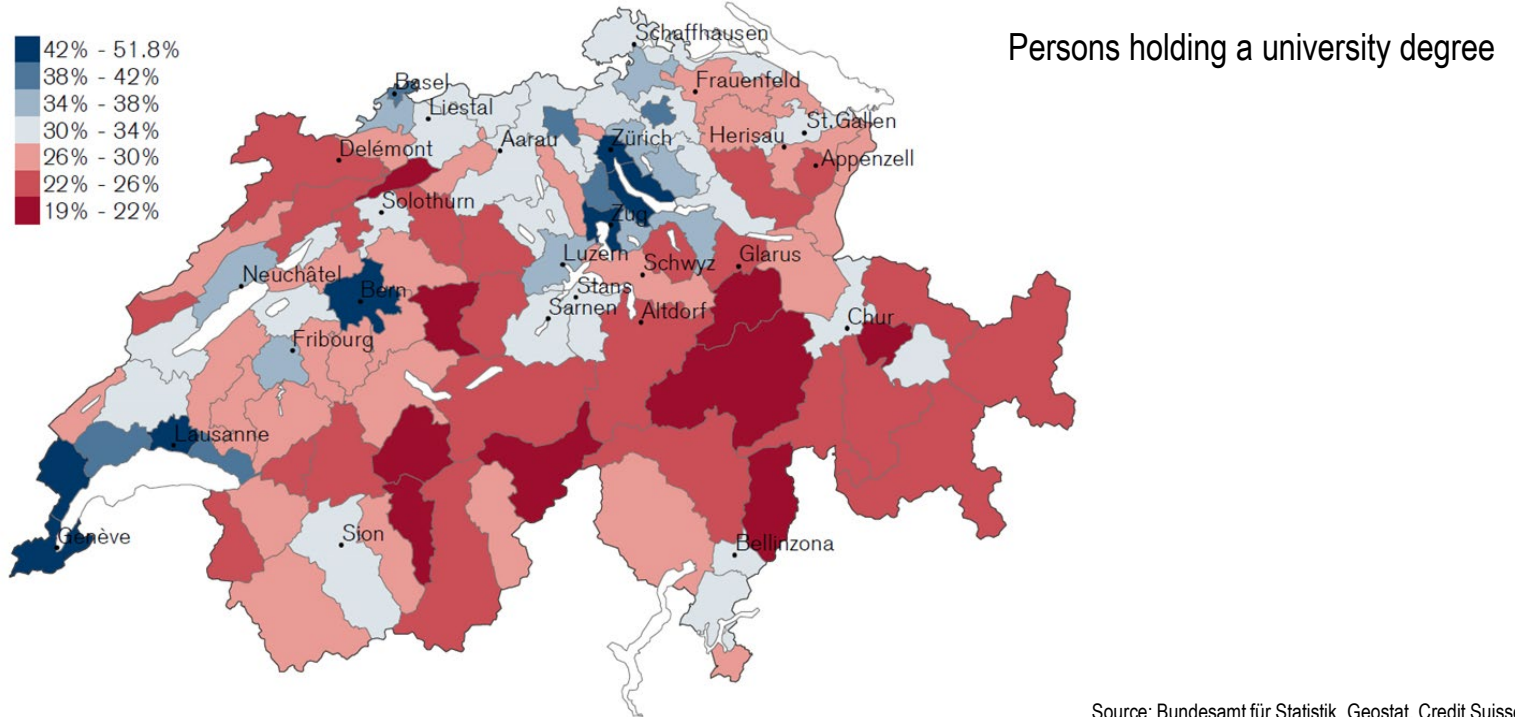 Persons holding a university degree
42% - 51.8%
38% - 42%
34% - 38%
30% - 34%
26% - 30%
22% - 26%
19% - 22%
Schaffhausen
Basel
Frauenfeld
Liestal
St.Gallen
Aarau
Zürich
Herisau
Delémont
Appenzell
Solothurn
Zug
Luzern
Schwyz
Glarus
Neuchâtel
Bern
Stans
Sarnen
Altdorf
Chur
Fribourg
Lausanne
Sion
Genève
Bellinzona
Source: Bundesamt für Statistik, Geostat, Credit Suisse